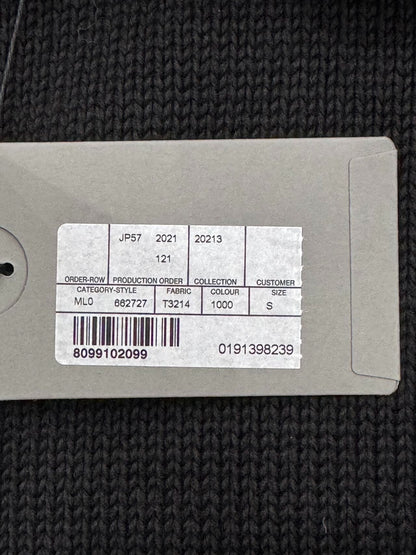 JP57 2021 20213
121
ORDER-ROW PRODUCTION ORDER COLLECTION CUSTOMER
CATEGORY-STYLE FABRIC COLOUR SIZE
ML0 662727 T3214 1000 S
8099102099 0191398239